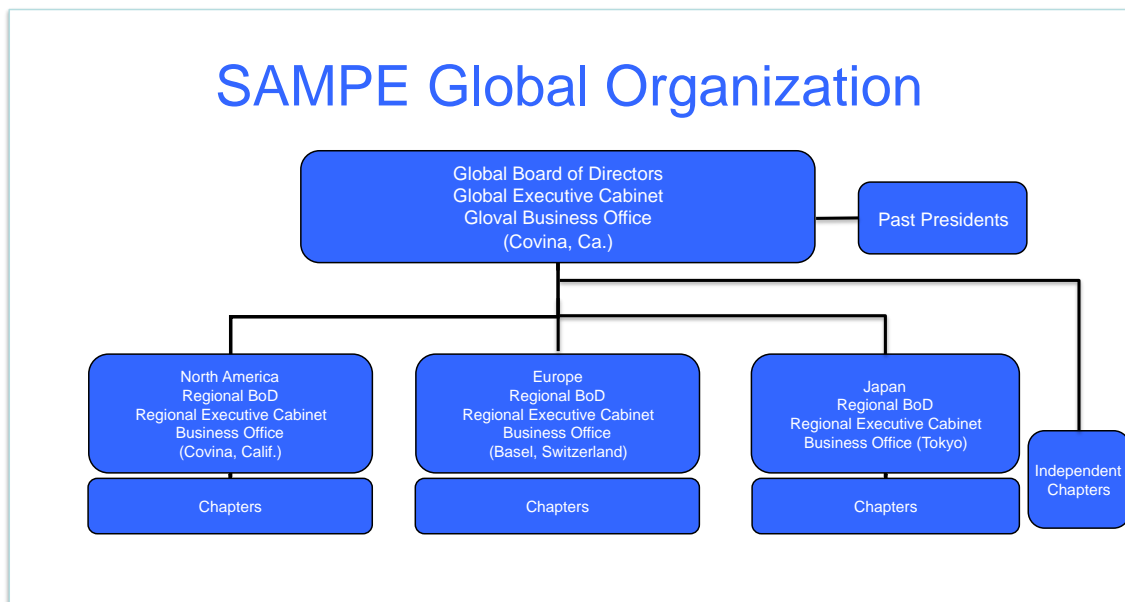 SAMPE Global Organization
Global Board of Directors
Global Executive Cabinet
Gloval Business Office
(Covina, Ca.)
Past Presidents
North America
Regional BoD
Regional Executive Cabinet
Business Office
(Covina, Calif.)
Europe
Regional BoD
Regional Executive Cabinet
Business Office
(Basel, Switzerland)
Japan
Regional BoD
Regional Executive Cabinet
Business Office (Tokyo)
Independent
Chapters
Chapters
Chapters
Chapters